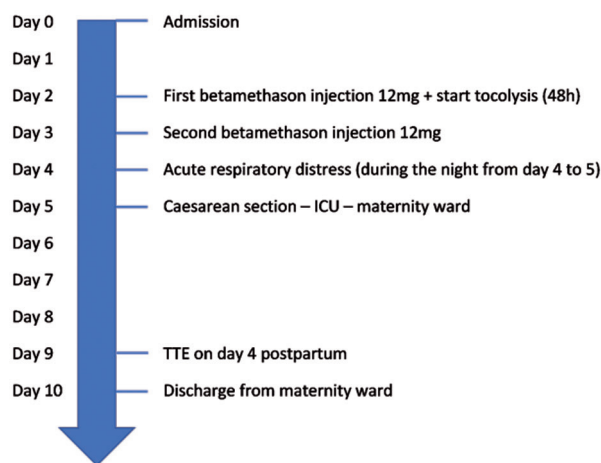 Day 0 Admission
Day 1
Day 2 First betamethason injection 12mg + start tocolysis (48h)
Day 3 Second betamethason injection 12mg
Day 4 Acute respiratory distress (during the night from day 4 to 5)
Day 5 Caesarean section – ICU – maternity ward
Day 6
Day 7
Day 8
Day 9 TTE on day 4 postpartum
Day 10 Discharge from maternity ward